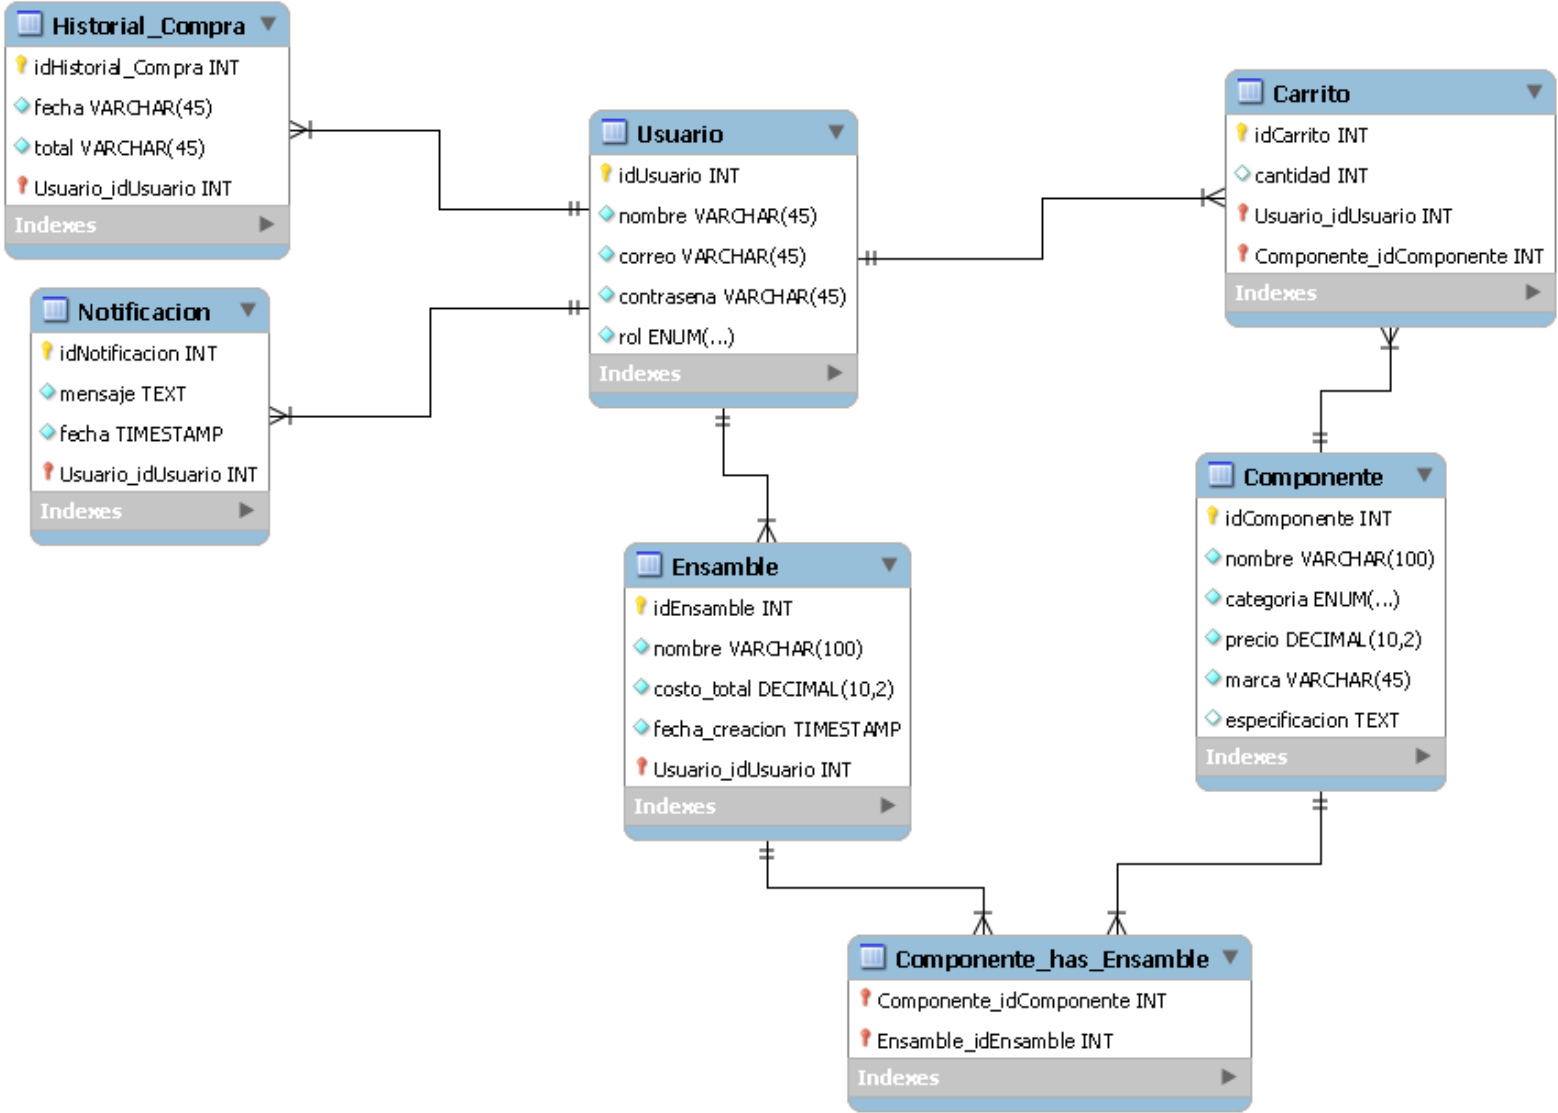 Historial_Compra
idHistorial_Compra INT
fecha VARCHAR(45)
total VARCHAR(45)
Usuario_idUsuario INT
Indexes
Notificacion
idNotificacion INT
mensaje TEXT
fecha TIMESTAMP
Usuario_idUsuario INT
Indexes
Usuario
idUsuario INT
nombre VARCHAR(45)
correo VARCHAR(45)
contrasena VARCHAR(45)
rol ENUM(...)
Indexes
Carrito
idCarrito INT
cantidad INT
Usuario_idUsuario INT
Componente_idComponente INT
Indexes
Ensamble
idEnsamble INT
nombre VARCHAR(100)
costo_total DECIMAL(10,2)
fecha_creacion TIMESTAMP
Usuario_idUsuario INT
Indexes
Componente
idComponente INT
nombre VARCHAR(100)
categoria ENUM(...)
precio DECIMAL(10,2)
marca VARCHAR(45)
especificacion TEXT
Indexes
Componente_has_Ensamble
Componente_idComponente INT
Ensamble_idEnsamble INT
Indexes